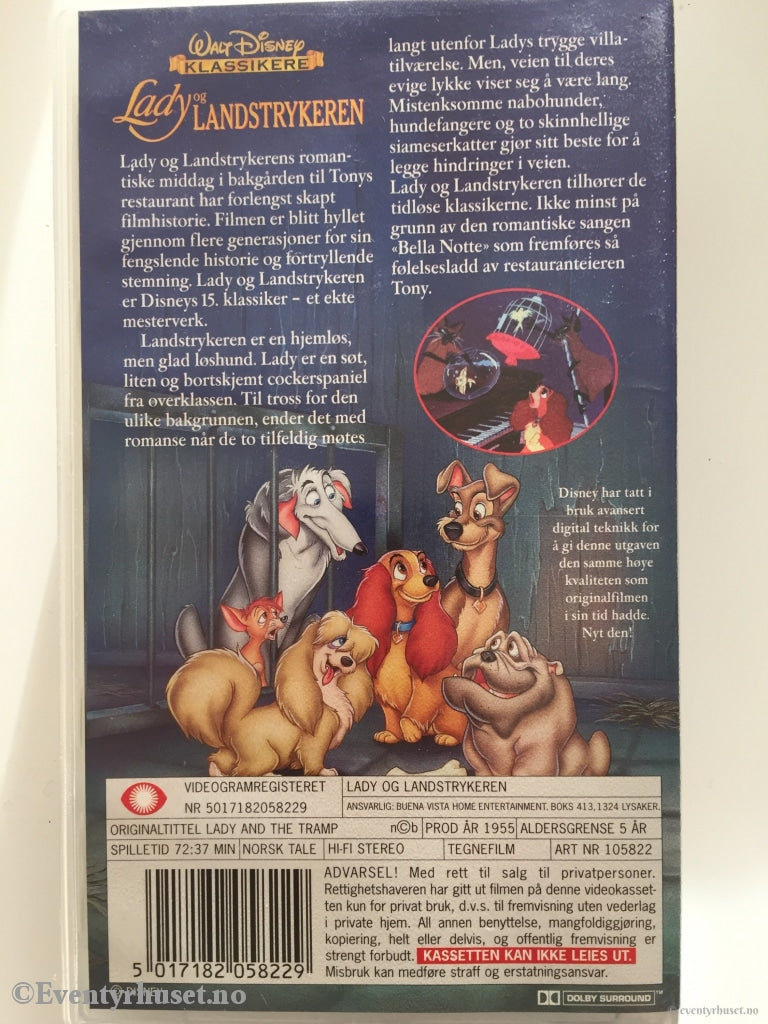 WALT DISNEY
KLASSIKERE
Lady og LANDSTRYKEREN
Lady og Landstrykerens roman-
tiske middag i bakgården til Tonys
restaurant har forlengst skapt
filmhistorie. Filmen er blitt hyllet
gjennom flere generasjoner for sin
fengslende historie og fortryllende
stemning. Lady og Landstrykeren
er Disneys 15. klassiker – et ekte
mesterverk.
Landstrykeren er en hjemløs,
men glad løshund. Lady er en søt,
liten og bortskjemt cockerspaniel
fra overklassen. Til tross for den
ulike bakgrunnen, ender det med
romanse når de to tilfeldig møtes
langt utenfor Ladys trygge villa-
tilværelse. Men, veien til deres
evige lykke viser seg å være lang.
Mistenksomme nabohunder,
hundefangere og to skinnhellige
siameserkatter gjør sitt beste for å
legge hindringer i veien.
Lady og Landstrykeren tilhører de
tidløse klassikerne. Ikke minst på
grunn av den romantiske sangen
«Bella Notte» som fremføres så
følelsesladd av restauranteieren
Tony.
Disney har tatt i
bruk avansert
digital teknikk for
å gi denne utgaven
den samme høye
kvaliteten som
originalfilmen
i sin tid hadde.
Nyt den!
VIDEOGRAMREGISTERET
NR 5017182058229
LADY OG LANDSTRYKEREN
ANSVARLIG: BUENA VISTA HOME ENTERTAINMENT. BOKS 413,1324 LYSAKER.
ORIGINALTITTEL LADY AND THE TRAMP n©b PROD ÅR 1955 ALDERSGRENSE 5 ÅR
SPILLETID 72:37 MIN NORSK TALE HI-FI STEREO TEGNEFILM ART NR 105822
ADVARSEL! Med rett til salg til privatpersoner.
Rettighetshaveren har gitt ut filmen på denne videokasset-
ten kun for privat bruk, d.v.s. til fremvisning uten vederlag
i private hjem. All annen benyttelse, mangfoldiggjøring,
kopiering, helt eller delvis, og offentlig fremvisning er
strengt forbudt. KASSETTEN KAN IKKE LEIES UT.
Misbruk kan medføre straff og erstatningsansvar.
5 017182 058229
© DISNEY
DOLBY SURROUND™
©Eventyrhuset.no
©eventyrhuset.no